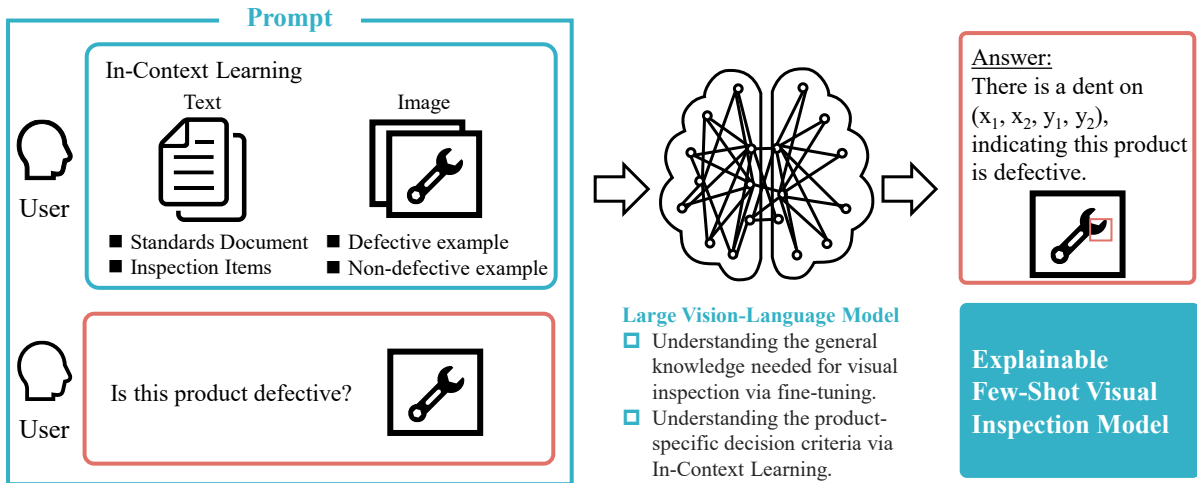 Prompt
In-Context Learning
Text
Image
■ Standards Document
■ Inspection Items
■ Defective example
■ Non-defective example
User
Is this product defective?
User
Large Vision-Language Model
Understanding the general
knowledge needed for visual
inspection via fine-tuning.
Understanding the product-
specific decision criteria via
In-Context Learning.
Answer:
There is a dent on
(x₁, x₂, y₁, y₂),
indicating this product
is defective.
Explainable
Few-Shot Visual
Inspection Model